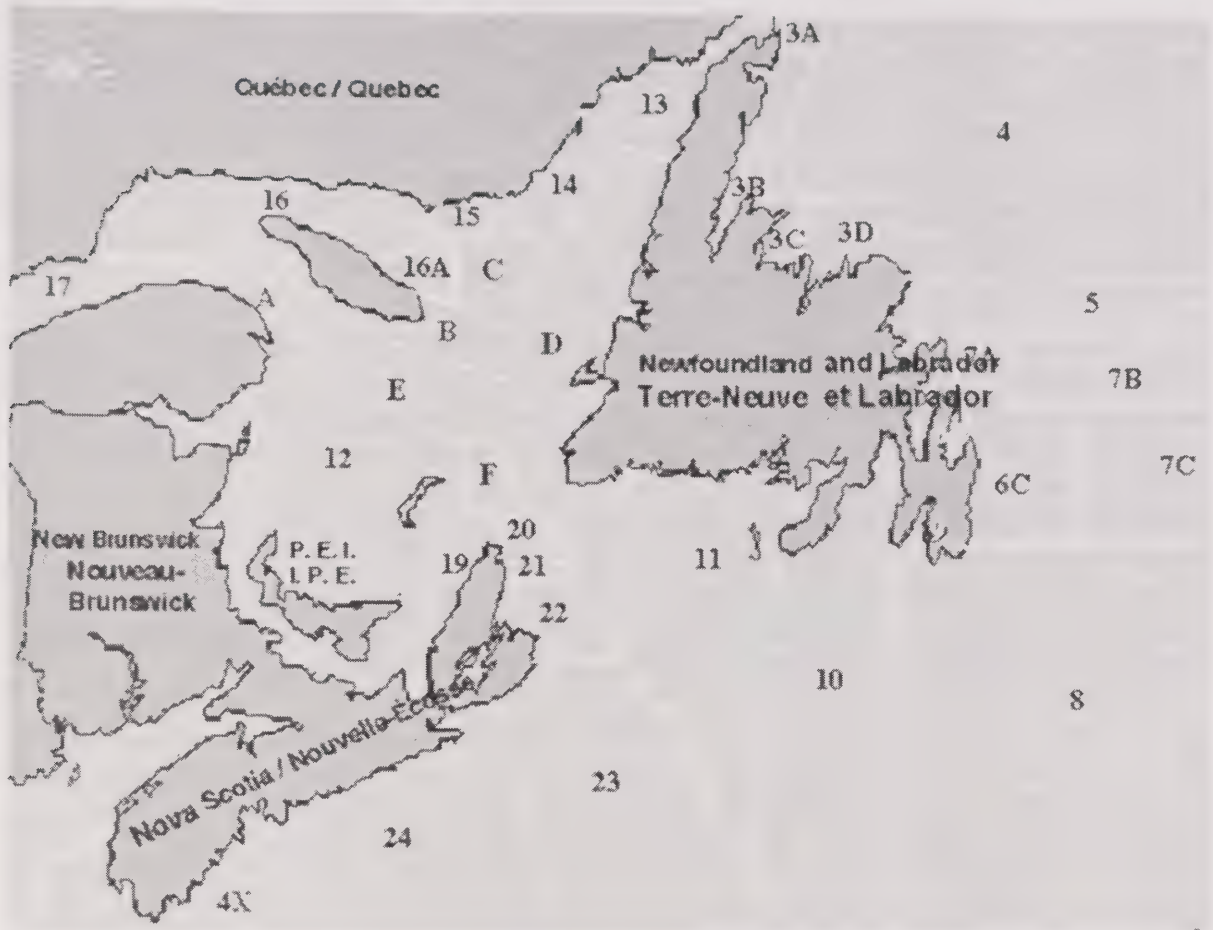 3A
Québec / Quebec
13
4
14
3B
16
15
3C
3D
16A
C
17
A
5
B
D
7A
Newfoundland and Labrador
7B
E
Terre-Neuve et Labrador
12
7C
F
6C
20
New Brunswick
P. E. I.
19
21
11
Nouveau-
I. P. E.
Brunswick
22
10
8
Nova Scotia / Nouvelle-Écosse
23
24
4X